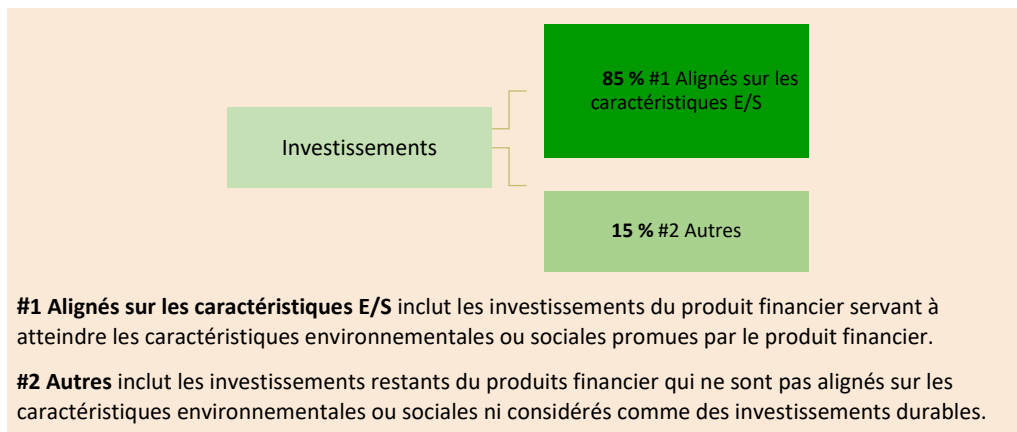 85 % #1 Alignés sur les
caractéristiques E/S
Investissements
15 % #2 Autres
#1 Alignés sur les caractéristiques E/S inclut les investissements du produit financier servant à
atteindre les caractéristiques environnementales ou sociales promues par le produit financier.
#2 Autres inclut les investissements restants du produits financier qui ne sont pas alignés sur les
caractéristiques environnementales ou sociales ni considérés comme des investissements durables.